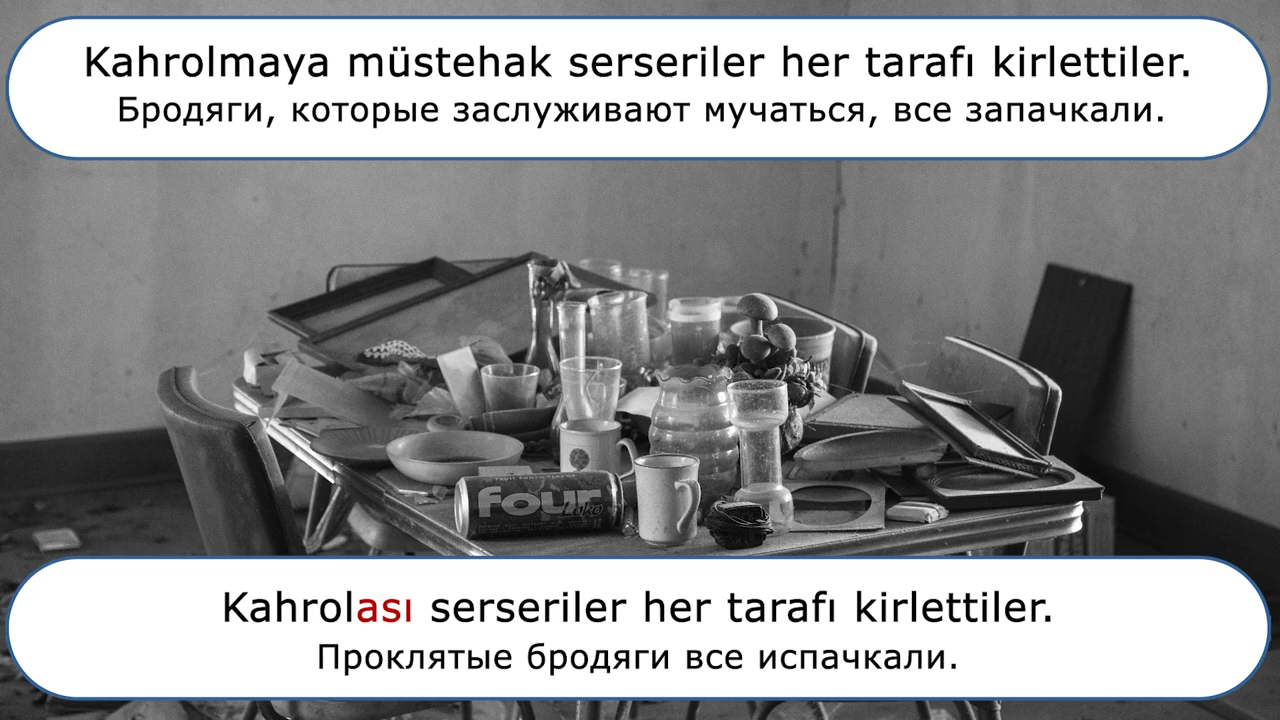 Kahrolmaya müstehak serseriler her tarafı kirlettiler.
Бродяги, которые заслуживают мучаться, все запачкали.
four
loko
Kahrolası serseriler her tarafı kirlettiler.
Проклятые бродяги все испачкали.